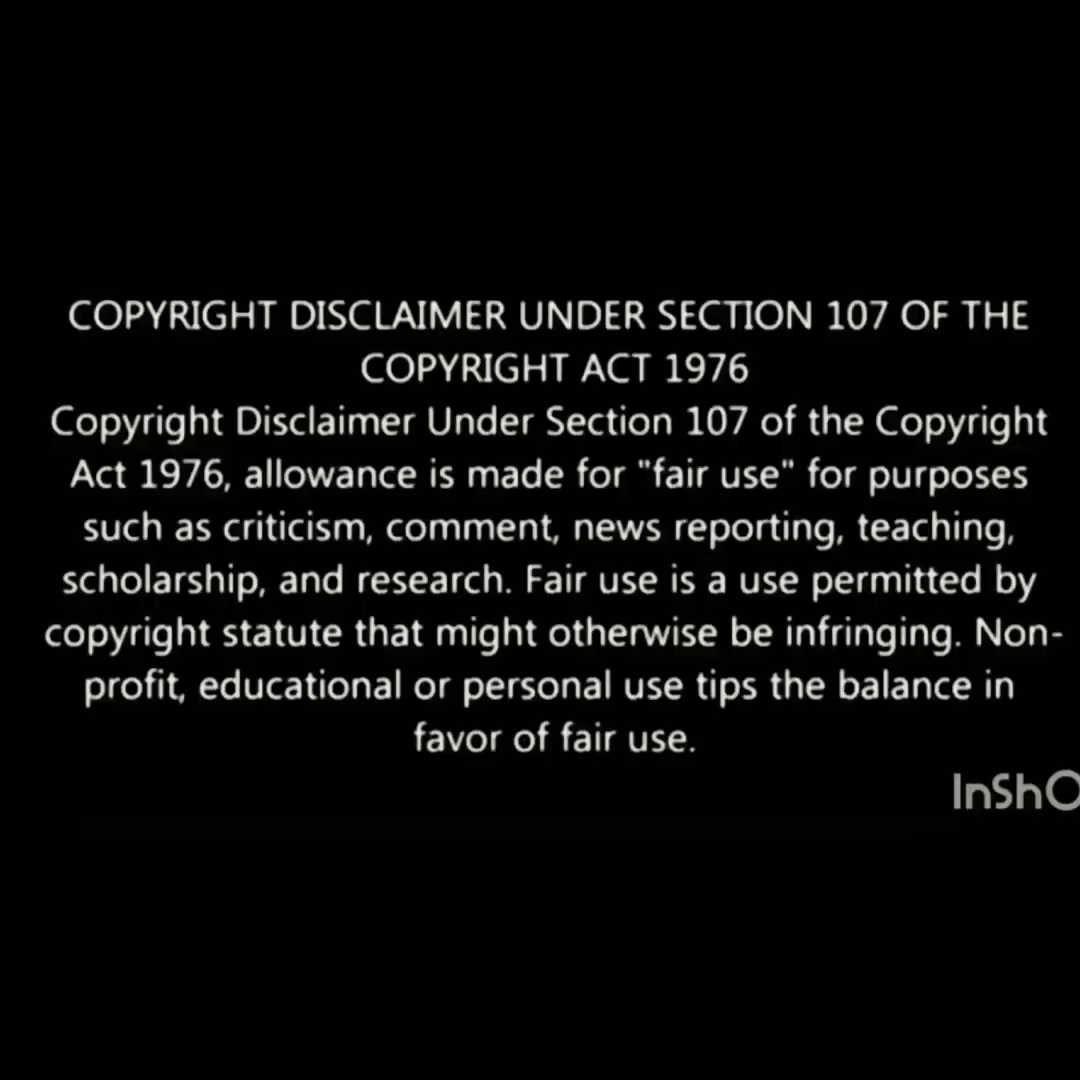 COPYRIGHT DISCLAIMER UNDER SECTION 107 OF THE
COPYRIGHT ACT 1976
Copyright Disclaimer Under Section 107 of the Copyright
Act 1976, allowance is made for "fair use" for purposes
such as criticism, comment, news reporting, teaching,
scholarship, and research. Fair use is a use permitted by
copyright statute that might otherwise be infringing. Non-
profit, educational or personal use tips the balance in
favor of fair use.
InShO